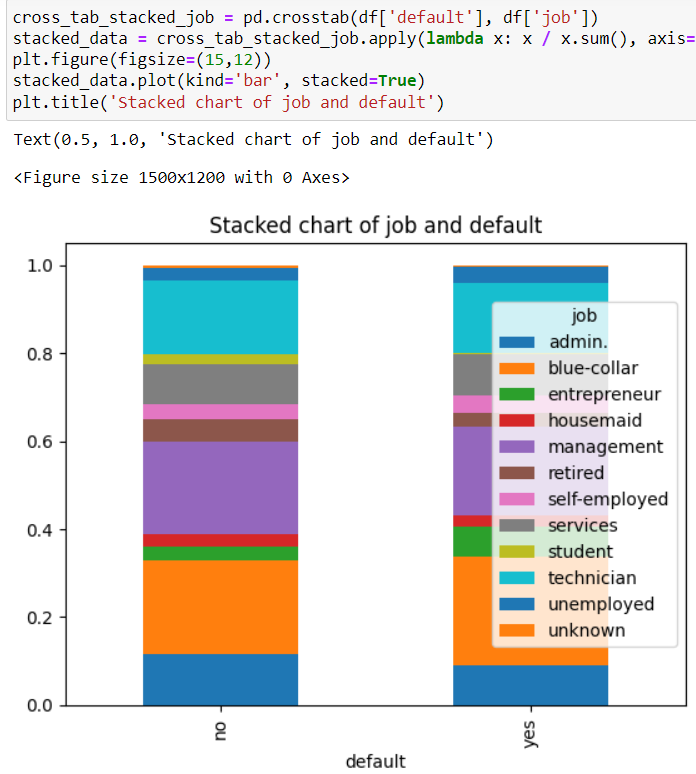 cross_tab_stacked_job = pd.crosstab(df['default'], df['job'])
stacked_data = cross_tab_stacked_job.apply(lambda x: x / x.sum(), axis=
plt.figure(figsize=(15,12))
stacked_data.plot(kind='bar', stacked=True)
plt.title('Stacked chart of job and default')
Text(0.5, 1.0, 'Stacked chart of job and default')
<Figure size 1500x1200 with 0 Axes>
Stacked chart of job and default
1.0
0.8
0.6
0.4
0.2
0.0
job
admin.
blue-collar
entrepreneur
housemaid
management
retired
self-employed
services
student
technician
unemployed
unknown
no
yes
default